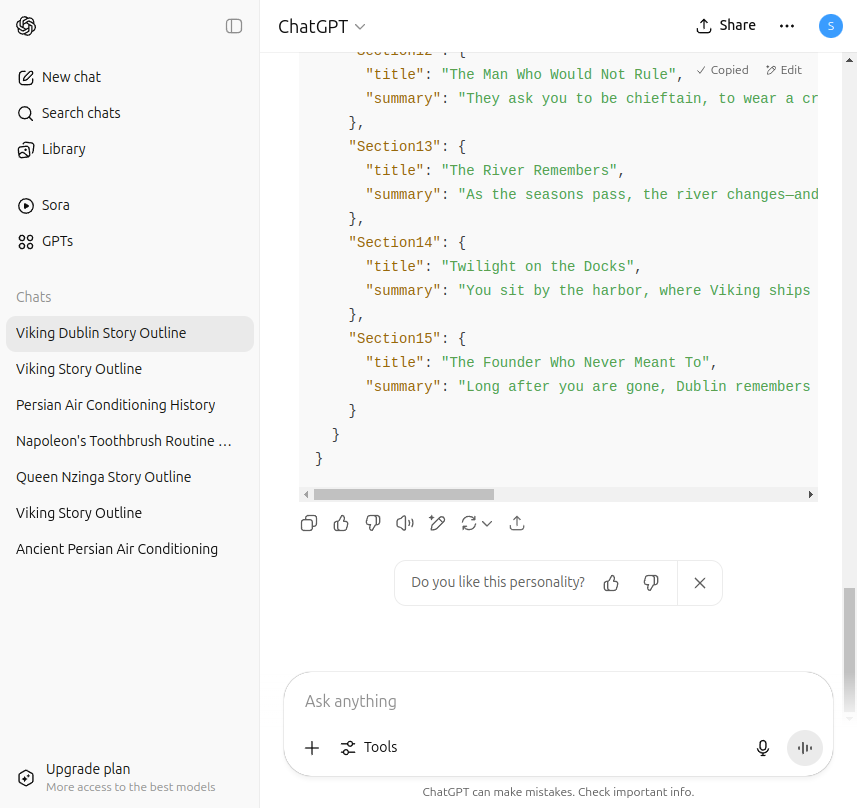 New chat
Search chats
Library
Sora
GPTs
Chats
Viking Dublin Story Outline
Viking Story Outline
Persian Air Conditioning History
Napoleon's Toothbrush Routine …
Queen Nzinga Story Outline
Viking Story Outline
Ancient Persian Air Conditioning
Upgrade plan
More access to the best models
ChatGPT
Share
S
Copied
Edit
"Section12": {
"title": "The Man Who Would Not Rule",
"summary": "They ask you to be chieftain, to wear a cr
},
"Section13": {
"title": "The River Remembers",
"summary": "As the seasons pass, the river changes—and
},
"Section14": {
"title": "Twilight on the Docks",
"summary": "You sit by the harbor, where Viking ships
},
"Section15": {
"title": "The Founder Who Never Meant To",
"summary": "Long after you are gone, Dublin remembers
}
}
}
Do you like this personality?
Ask anything
Tools
ChatGPT can make mistakes. Check important info.